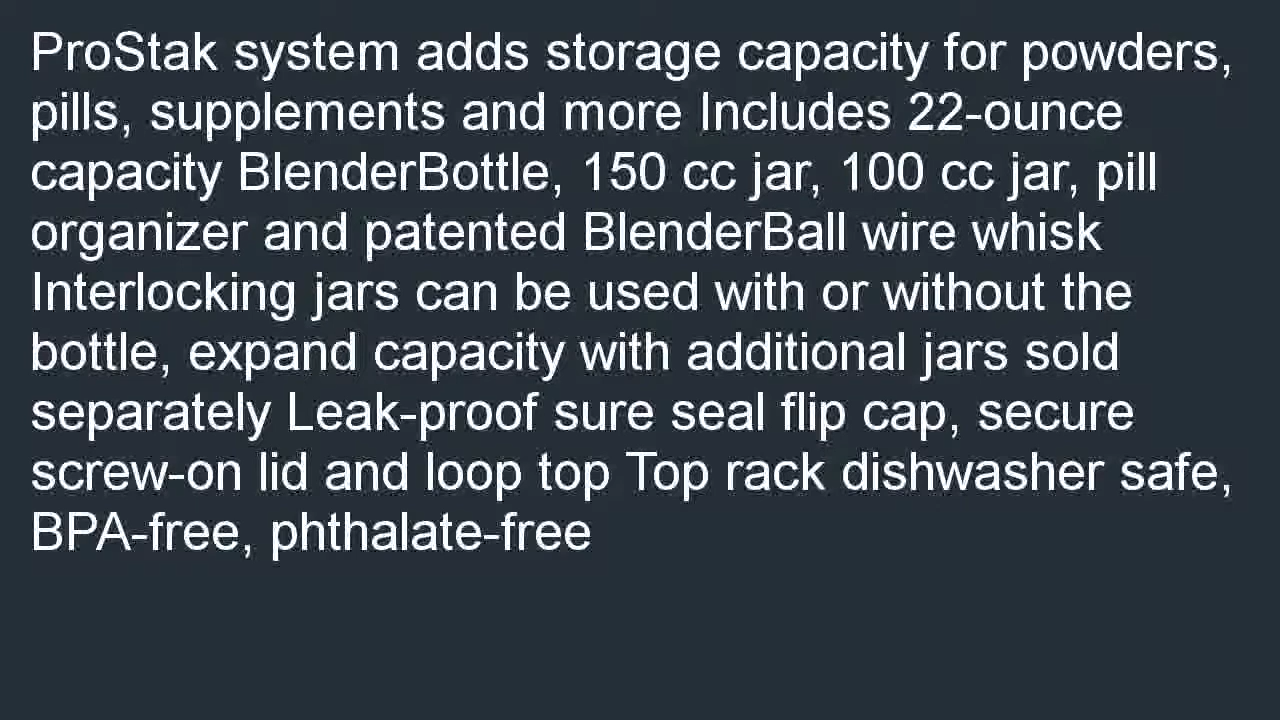 ProStak system adds storage capacity for powders,
pills, supplements and more Includes 22-ounce
capacity BlenderBottle, 150 cc jar, 100 cc jar, pill
organizer and patented BlenderBall wire whisk
Interlocking jars can be used with or without the
bottle, expand capacity with additional jars sold
separately Leak-proof sure seal flip cap, secure
screw-on lid and loop top Top rack dishwasher safe,
BPA-free, phthalate-free